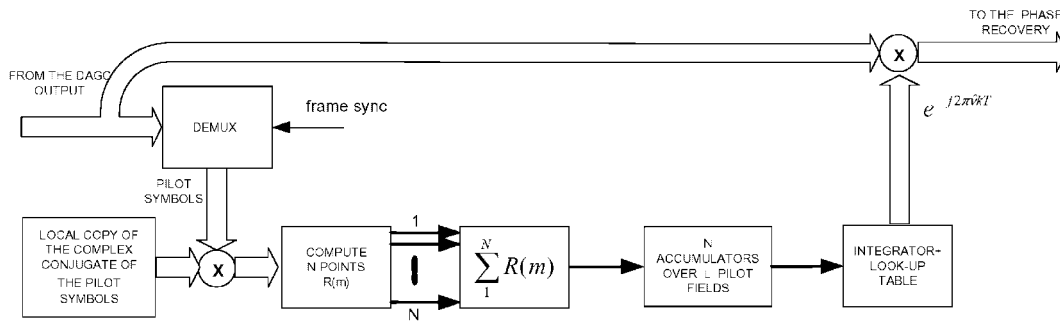 TO THE PHASE
RECOVERY
X
FROM THE DAGC
OUTPUT
DEMUX
frame sync
e^{j2πν̂kT}
PILOT
SYMBOLS
LOCAL COPY OF
THE COMPLEX
CONJUGATE OF
THE PILOT
SYMBOLS
X
COMPUTE
N POINTS
R(m)
1
N
N
∑ R(m)
1
N
ACCUMULATORS
OVER L PILOT
FIELDS
INTEGRATOR+
LOOK-UP
TABLE